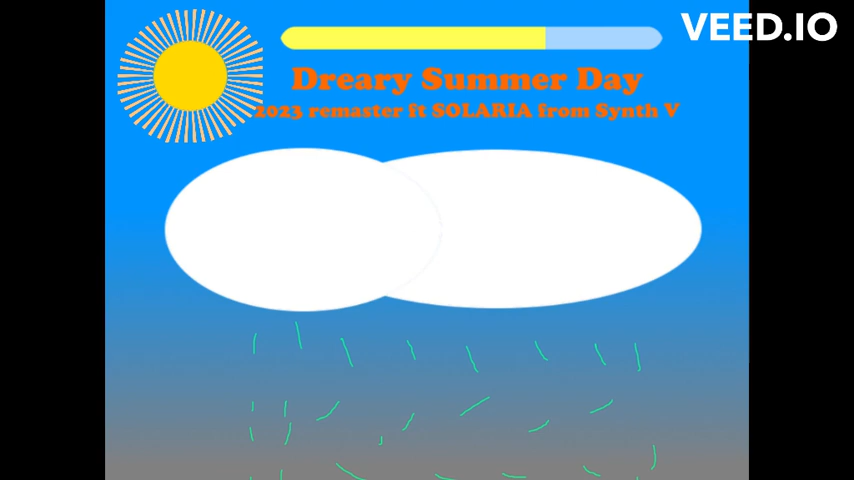 VEED.IO
Dreary Summer Day
2023 remaster ft SOLARIA from Synth V